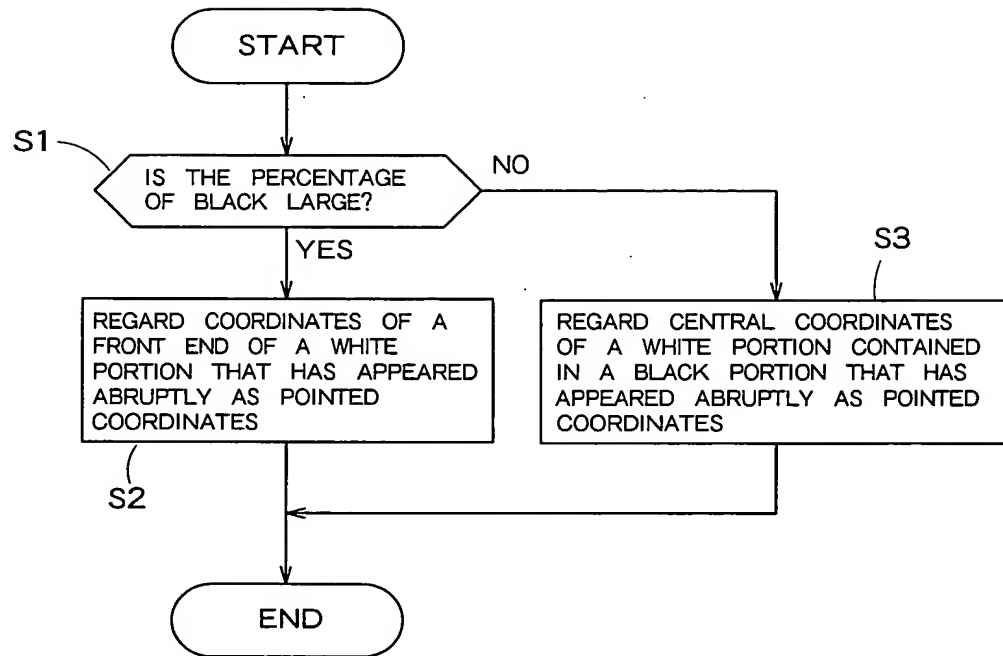 START
S1
IS THE PERCENTAGE
OF BLACK LARGE?
NO
YES
S3
REGARD COORDINATES OF A
FRONT END OF A WHITE
PORTION THAT HAS APPEARED
ABRUPTLY AS POINTED
COORDINATES
REGARD CENTRAL COORDINATES
OF A WHITE PORTION CONTAINED
IN A BLACK PORTION THAT HAS
APPEARED ABRUPTLY AS POINTED
COORDINATES
S2
END